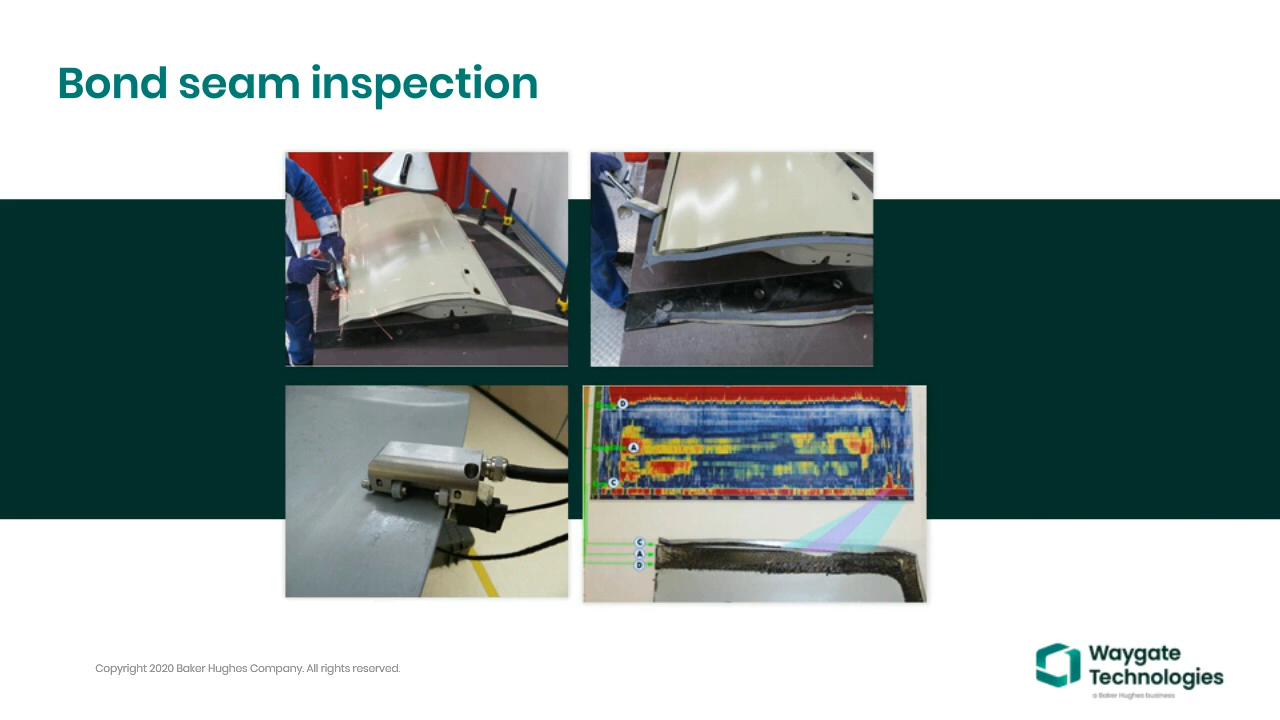 Bond seam inspection
D
A
C
C
A
D
Copyright 2020 Baker Hughes Company. All rights reserved.
Waygate
Technologies
a Baker Hughes business